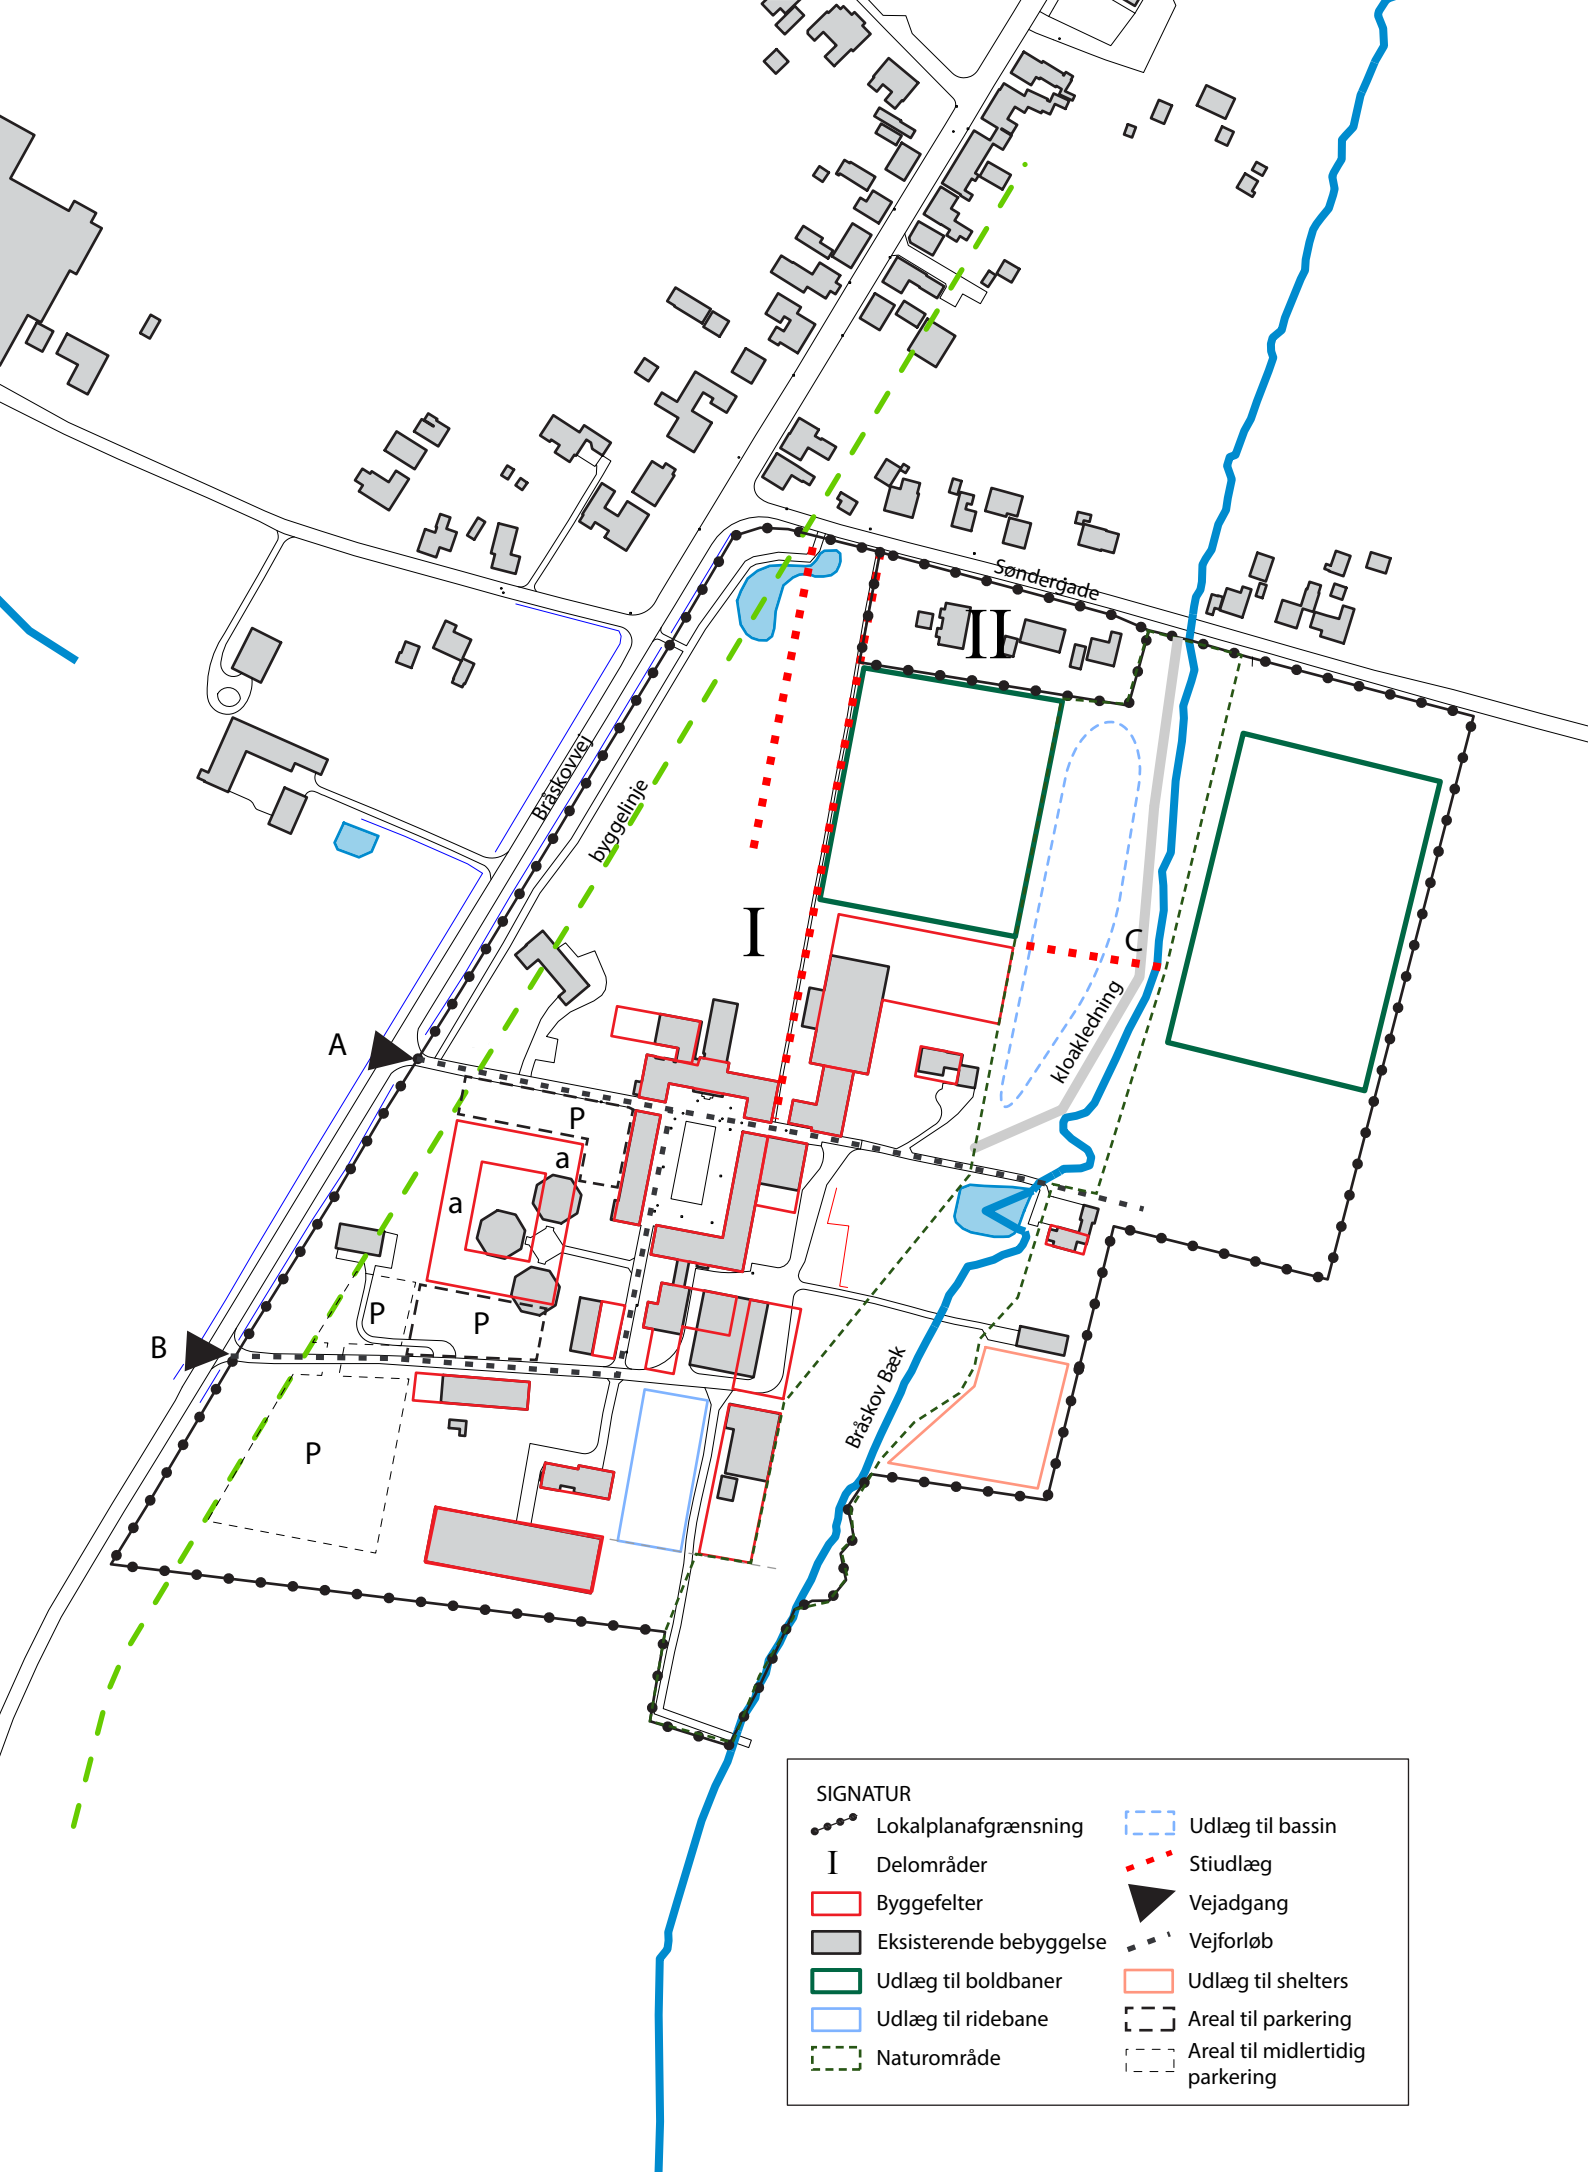 Søndergade
II
Bråskovvej
byggelinje
I
C
kloakledning
A
P
a
a
P
P
B
Bråskov Bæk
P
SIGNATUR
Lokalplanafgrænsning
Delområder
I
Byggefelter
Eksisterende bebyggelse
Udlæg til boldbaner
Udlæg til ridebane
Naturområde
Udlæg til bassin
Stiudlæg
Vejadgang
Vejforløb
Udlæg til shelters
Areal til parkering
Areal til midlertidig
parkering